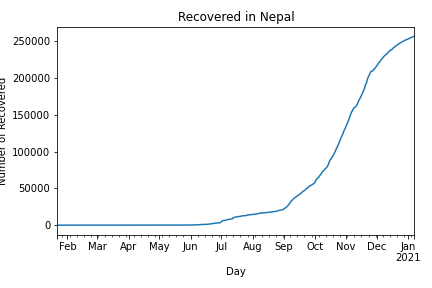 Recovered in Nepal
Number of Recovered
250000
200000
150000
100000
50000
0
Feb Mar Apr May Jun Jul Aug Sep Oct Nov Dec Jan
2021
Day